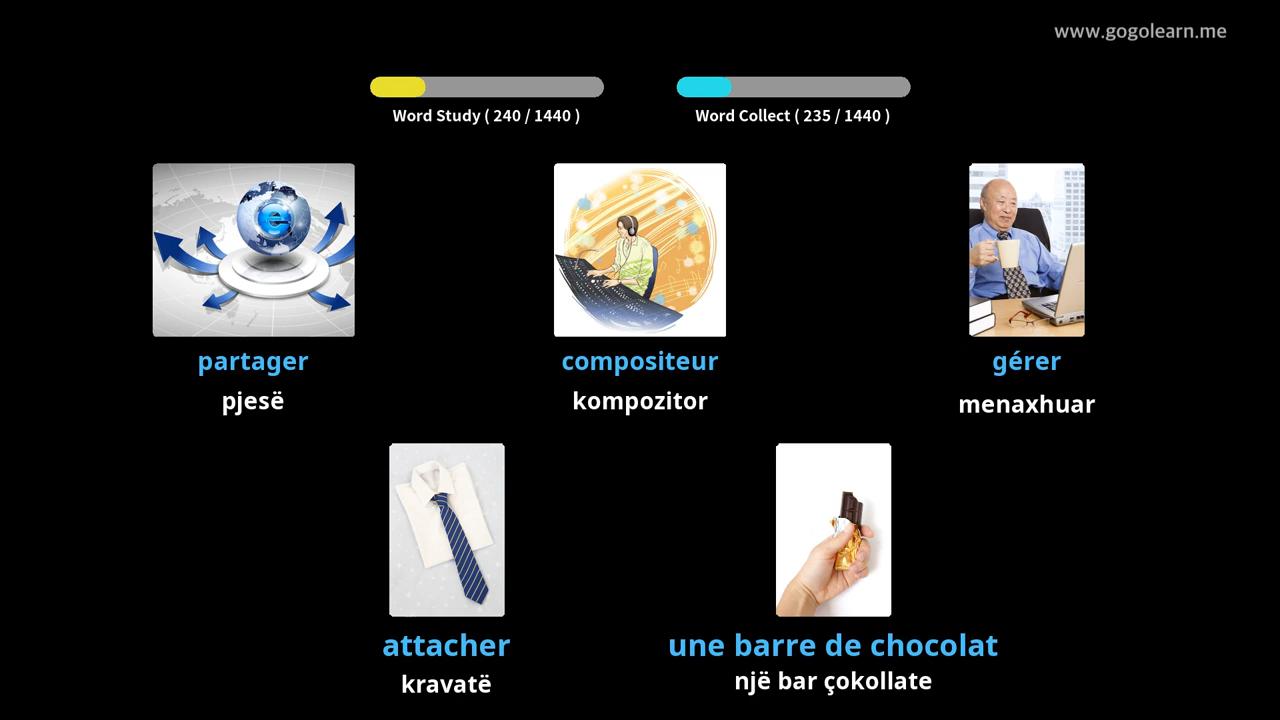 www.gogolearn.me
Word Study ( 240 / 1440 )
Word Collect ( 235 / 1440 )
e
partager
compositeur
gérer
pjesë
kompozitor
menaxhuar
attacher
une barre de chocolat
kravatë
një bar çokollate